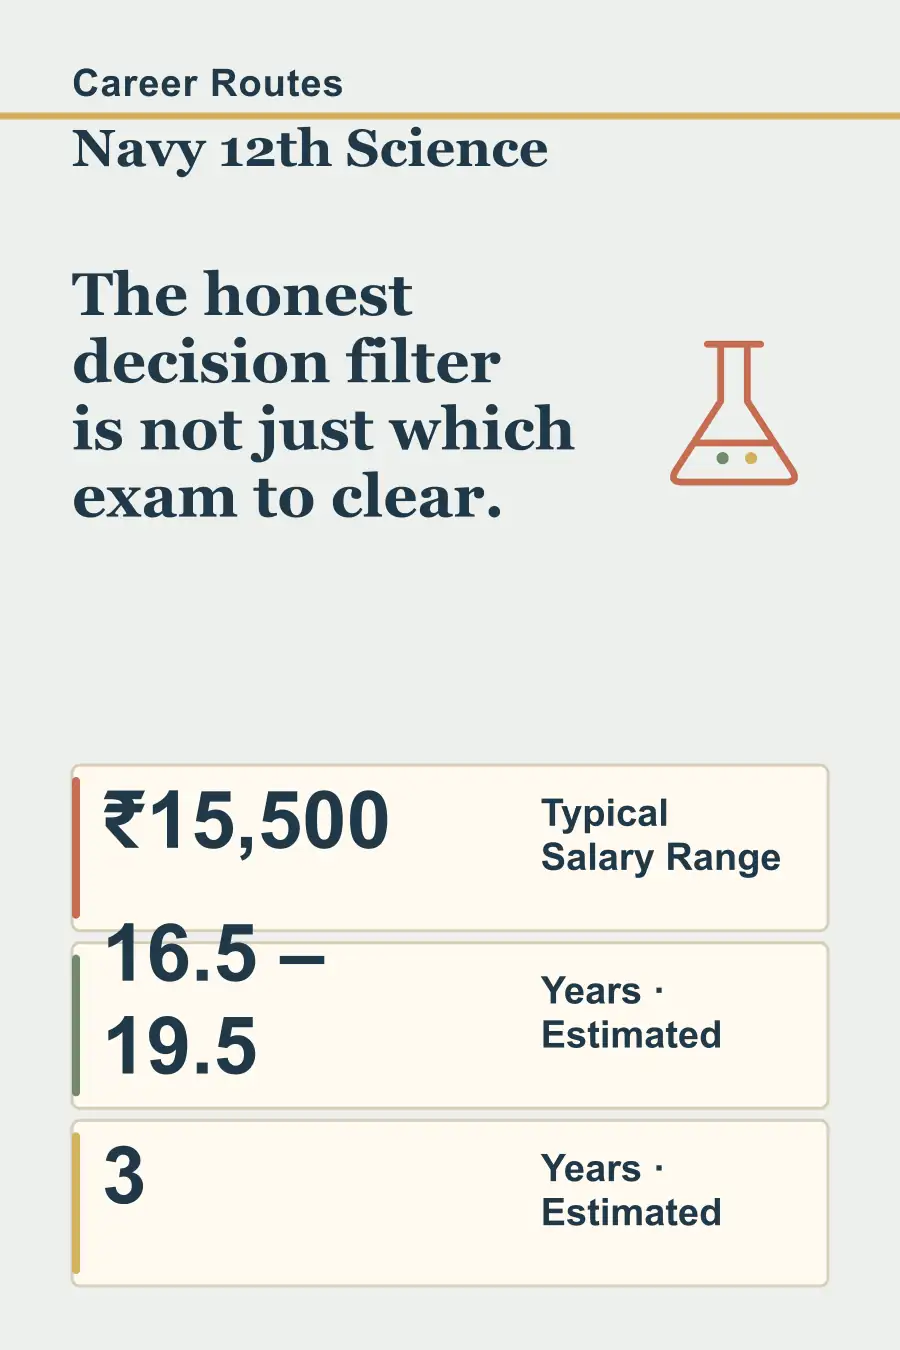 Career Routes
Navy 12th Science
The honest
decision filter
is not just which
exam to clear.
₹15,500
Typical
Salary Range
16.5 –
19.5
Years ·
Estimated
3
Years ·
Estimated